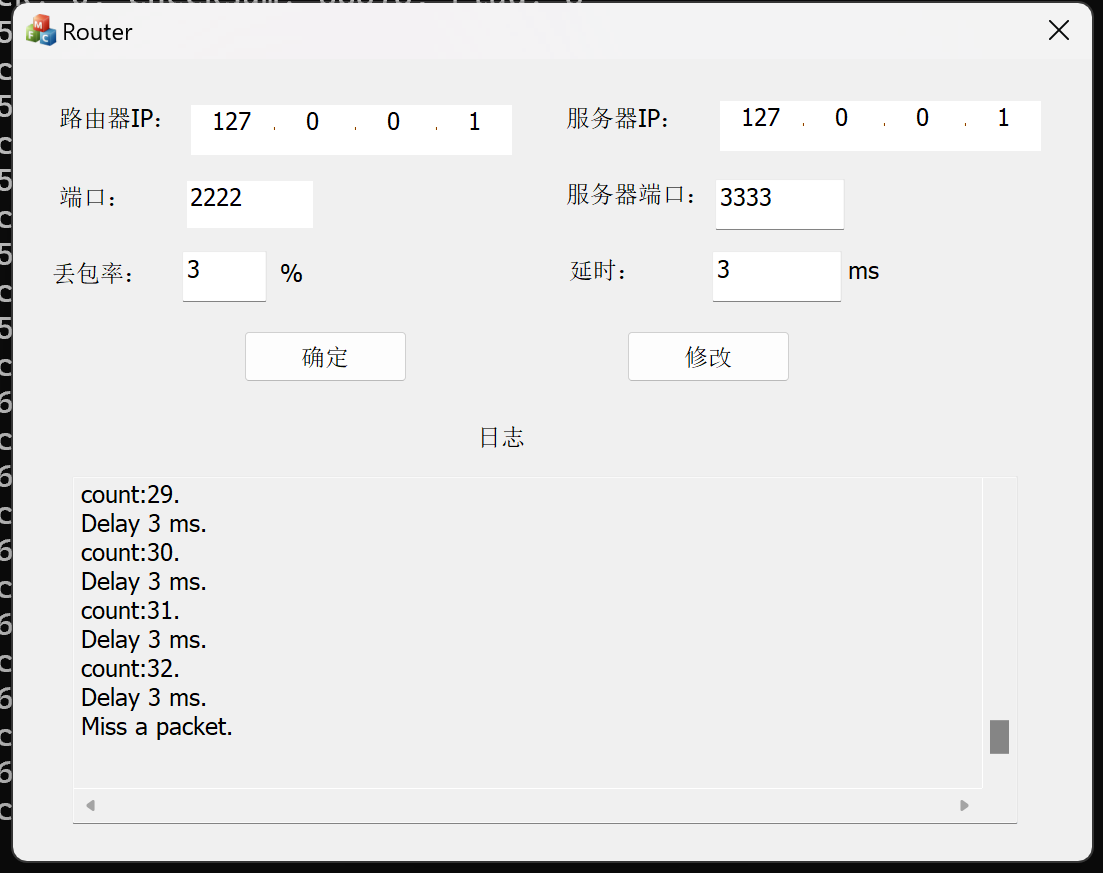 Router
路由器IP： 127 . 0 . 0 . 1 服务器IP： 127 . 0 . 0 . 1
端口： 2222 服务器端口： 3333
丢包率： 3 % 延时： 3 ms
确定 修改
日志
count:29.
Delay 3 ms.
count:30.
Delay 3 ms.
count:31.
Delay 3 ms.
count:32.
Delay 3 ms.
Miss a packet.